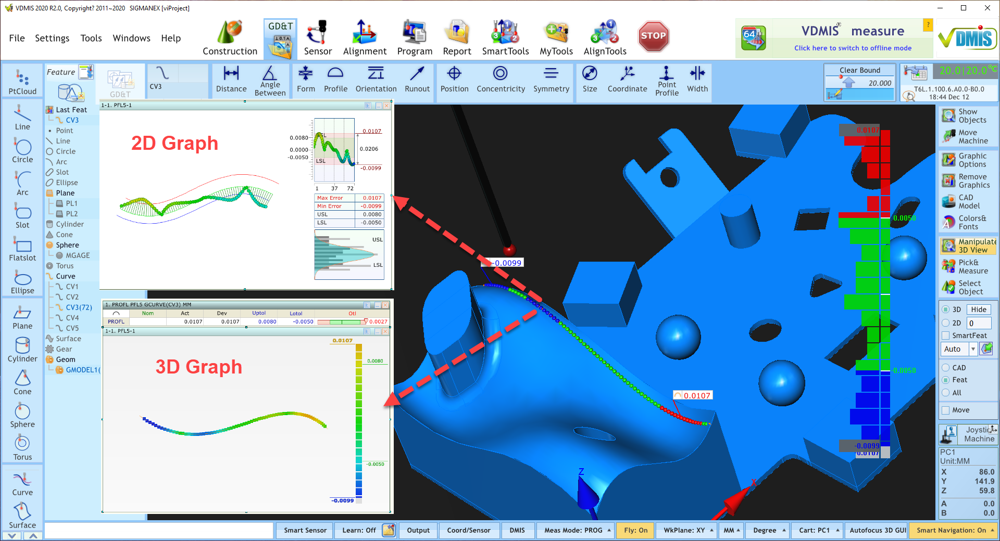 VDMIS 2020 R2.0, Copyright? 2011~2020   SIGMANEX [viProject]
File Settings Tools Windows Help
Construction GD&T Sensor Alignment Program Report SmartTools MyTools AlignTools STOP
64
VDMIS® measure
Click here to switch to offline mode
?
VDMIS
PtCloud
Line
Circle
Arc
Slot
Flatslot
Ellipse
Plane
Cylinder
Cone
Sphere
Torus
Curve
Surface
Feature
Last Feat
CV3
Point
Line
Circle
Arc
Slot
Ellipse
Plane
PL1
PL2
Cylinder
Cone
Sphere
MGAGE
Torus
Curve
CV1
CV2
CV3(72)
CV4
CV5
Surface
Gear
Geom
GMODEL1(
GD&T
CV3
Distance
Angle
Between
Form
Profile
Orientation
Runout
Position
Concentricity
Symmetry
Size
Coordinate
Point
Profile
Width
Clear Bound
20.000
20.0|20.0°C
T6L.1.100.6.A0.0-B0.0
18:44 Dec 12
1-1. PFL5-1
2D Graph
0.0080
0.0000
-0.0050
LSL
0.0107
0.0206
-0.0099
1 37 72
Max Error 0.0107
Min Error -0.0099
USL 0.0080
LSL -0.0050
USL
LSL
1. PROFL PFL5 GCURVE(CV3) MM
Nom Act Dev Uptol Lotol Otl
PROFL 0.0107 0.0107 0.0080 -0.0050 0.0027
1-1. PFL5-1
3D Graph
0.0107
0.0080
-0.0050
-0.0099
-0.0099
0.0107
Z
X
0.0107
0.0050
-0.0050
-0.0099
-0.0107
Show
Objects
Move
Machine
Graphic
Options
Remove
Graphics
CAD
Model
Colors&
Fonts
Manipulate
3D View
Pick&
Measure
Select
Object
3D Hide
2D 0
SmartFeat
Auto
CAD
Feat
All
Move
Joystic
Machine
PC1
Unit:MM
X 86.0
Y 141.9
Z 59.8
A 0.0
B 0.0
Smart Sensor
Learn: Off
Output
Coord/Sensor
DMIS
Meas Mode: PROG
Fly: On
WkPlane: XY
MM
Degree
Cart: PC1
Autofocus 3D GUI
Smart Navigation: On